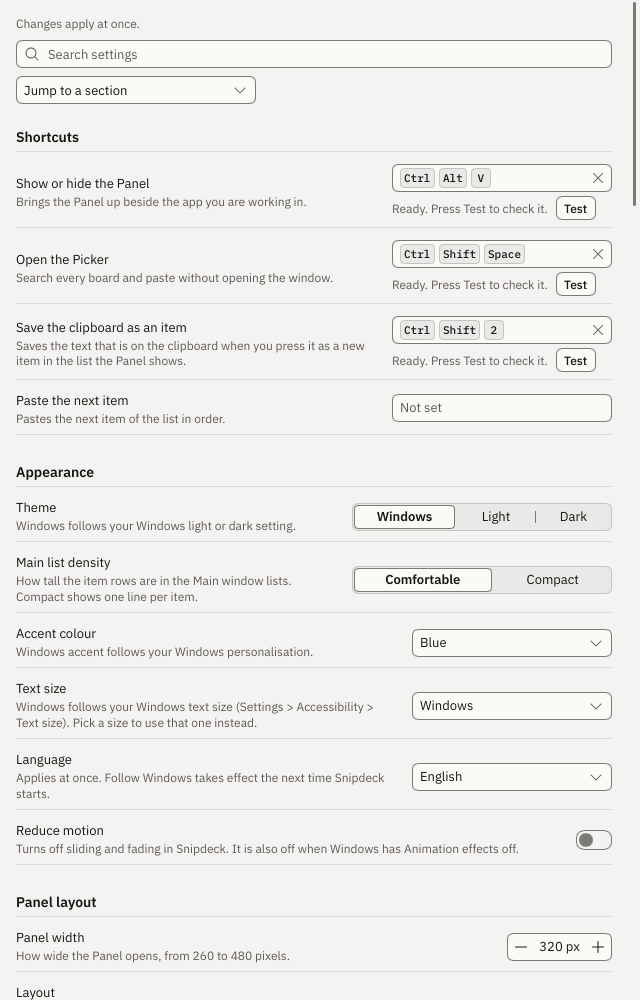 Changes apply at once.
Search settings
Jump to a section
Shortcuts
Show or hide the Panel
Brings the Panel up beside the app you are working in.
Ctrl Alt V
Ready. Press Test to check it. Test
Open the Picker
Search every board and paste without opening the window.
Ctrl Shift Space
Ready. Press Test to check it. Test
Save the clipboard as an item
Saves the text that is on the clipboard when you press it as a new
item in the list the Panel shows.
Ctrl Shift 2
Ready. Press Test to check it. Test
Paste the next item
Pastes the next item of the list in order.
Not set
Appearance
Theme
Windows follows your Windows light or dark setting.
Windows Light Dark
Main list density
How tall the item rows are in the Main window lists.
Compact shows one line per item.
Comfortable Compact
Accent colour
Windows accent follows your Windows personalisation.
Blue
Text size
Windows follows your Windows text size (Settings > Accessibility >
Text size). Pick a size to use that one instead.
Windows
Language
Applies at once. Follow Windows takes effect the next time Snipdeck
starts.
English
Reduce motion
Turns off sliding and fading in Snipdeck. It is also off when Windows has Animation effects off.
Panel layout
Panel width
How wide the Panel opens, from 260 to 480 pixels.
320 px
Layout